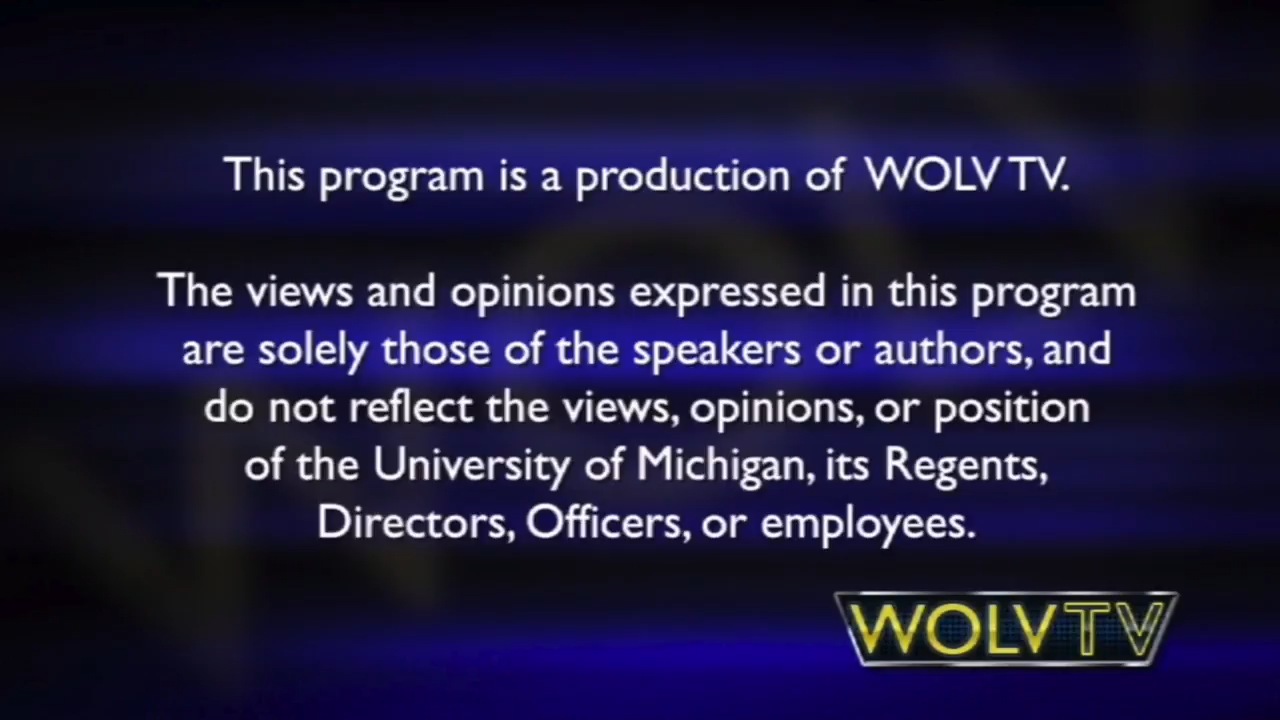 This program is a production of WOLV TV.
The views and opinions expressed in this program
are solely those of the speakers or authors, and
do not reflect the views, opinions, or position
of the University of Michigan, its Regents,
Directors, Officers, or employees.
WOLVTV